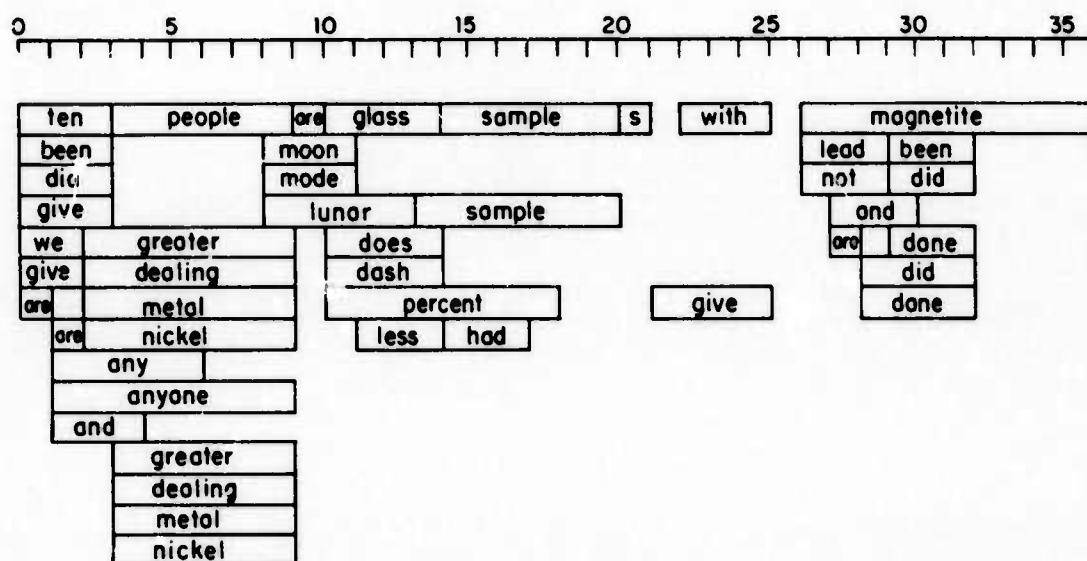 0 5 10 15 20 25 30 35
ten people are glass sample s with magnetite
been moon lead been
did mode not did
give lunar sample and
we greater does are done
give dealing dash did
are metal percent give done
are nickel less had
any
anyone
and
greater
dealing
metal
nickel